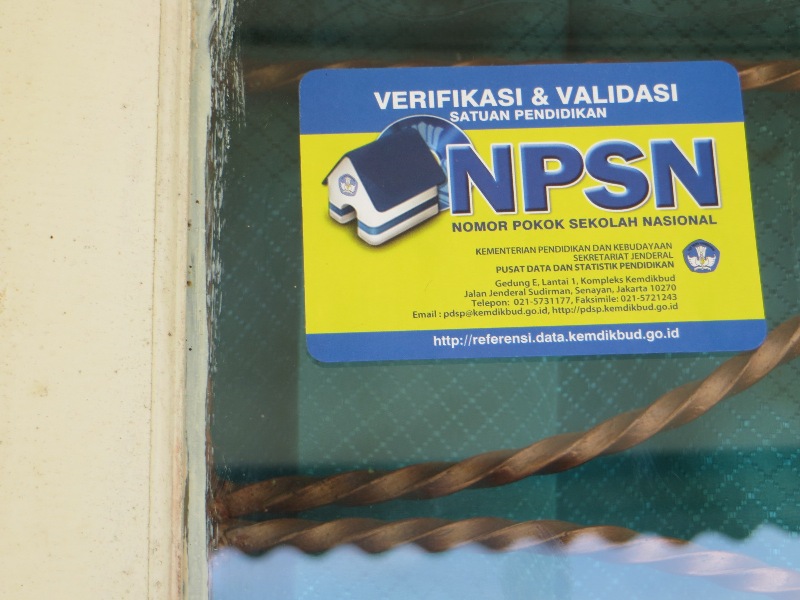 VERIFIKASI & VALIDASI
SATUAN PENDIDIKAN
NPSN
NOMOR POKOK SEKOLAH NASIONAL
KEMENTERIAN PENDIDIKAN DAN KEBUDAYAAN
SEKRETARIAT JENDERAL
PUSAT DATA DAN STATISTIK PENDIDIKAN
Gedung E, Lantai 1, Kompleks Kemdikbud
Jalan Jenderal Sudirman, Senayan, Jakarta 10270
Telepon: 021-5731177, Faksimile: 021-5721243
Email : pdsp@kemdikbud.go.id, http://pdsp.kemdikbud.go.id
http://referensi.data.kemdikbud.go.id